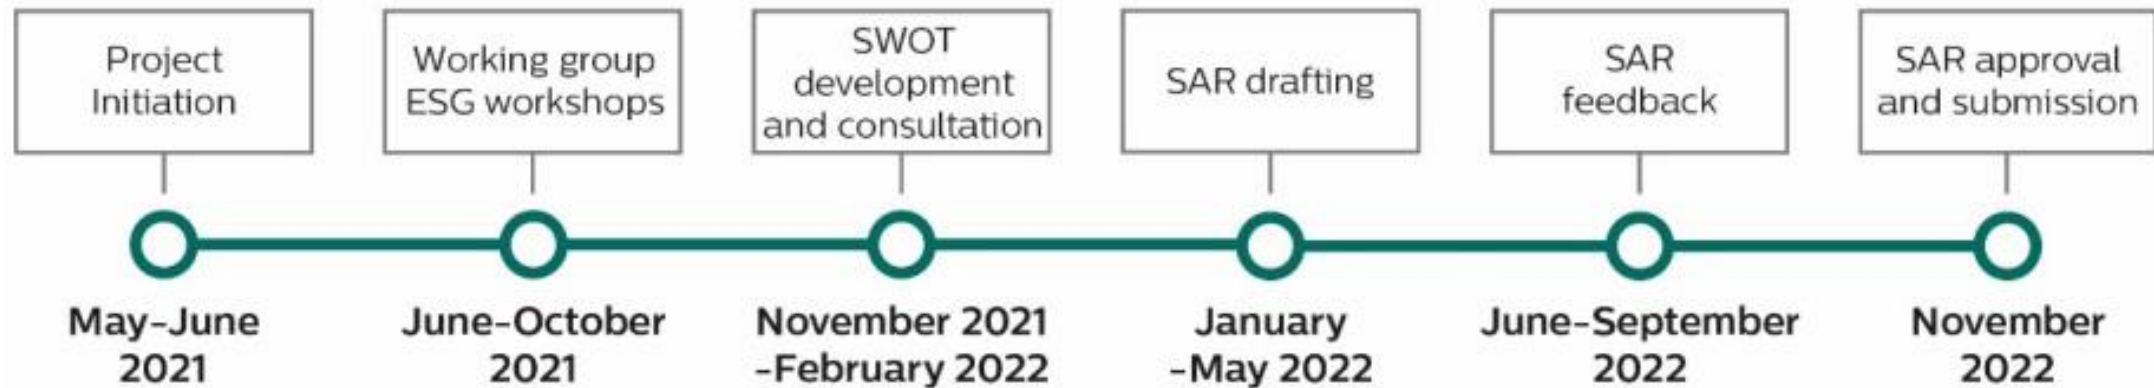 Project
Initiation
Working group
ESG workshops
SWOT
development
and consultation
SAR drafting
SAR
feedback
SAR approval
and submission
May-June
2021
June-October
2021
November 2021
-February 2022
January
-May 2022
June-September
2022
November
2022